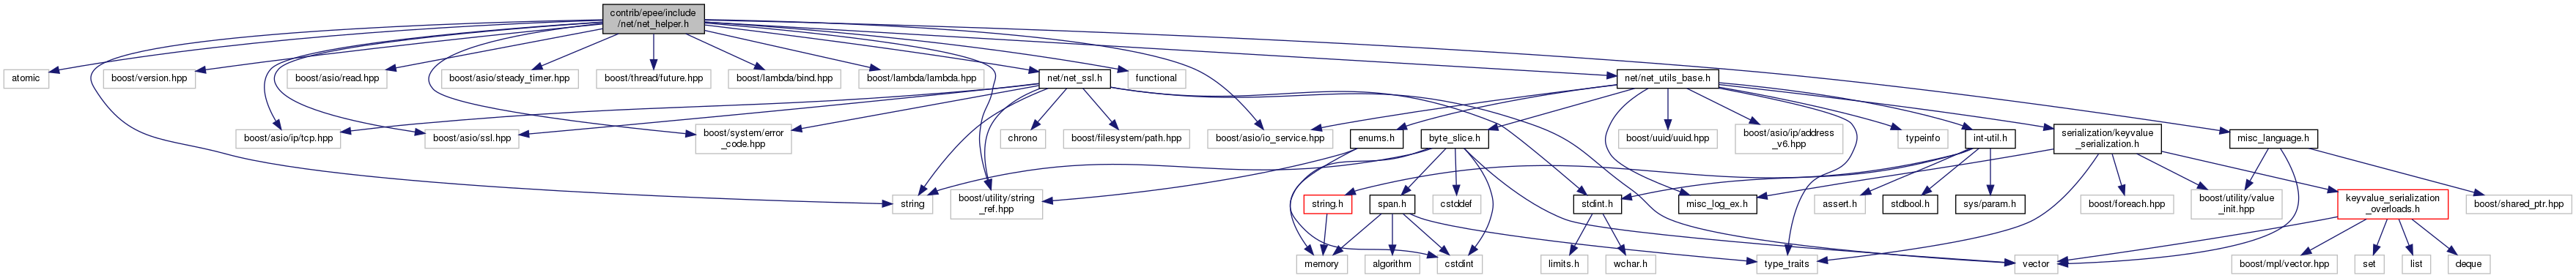 contrib/epee/include
/net/net_helper.h
atomic
boost/version.hpp
boost/asio/read.hpp
boost/asio/steady_timer.hpp
boost/thread/future.hpp
boost/lambda/bind.hpp
boost/lambda/lambda.hpp
net/net_ssl.h
functional
net/net_utils_base.h
boost/asio/ip/tcp.hpp
boost/asio/ssl.hpp
boost/system/error
_code.hpp
chrono
boost/filesystem/path.hpp
boost/asio/io_service.hpp
enums.h
byte_slice.h
boost/uuid/uuid.hpp
boost/asio/ip/address
_v6.hpp
typeinfo
int-util.h
serialization/keyvalue
_serialization.h
misc_language.h
string
boost/utility/string
_ref.hpp
string.h
span.h
cstddef
stdint.h
misc_log_ex.h
assert.h
stdbool.h
sys/param.h
boost/foreach.hpp
boost/utility/value
_init.hpp
keyvalue_serialization
_overloads.h
boost/shared_ptr.hpp
memory
algorithm
cstdint
limits.h
wchar.h
type_traits
vector
boost/mpl/vector.hpp
set
list
deque